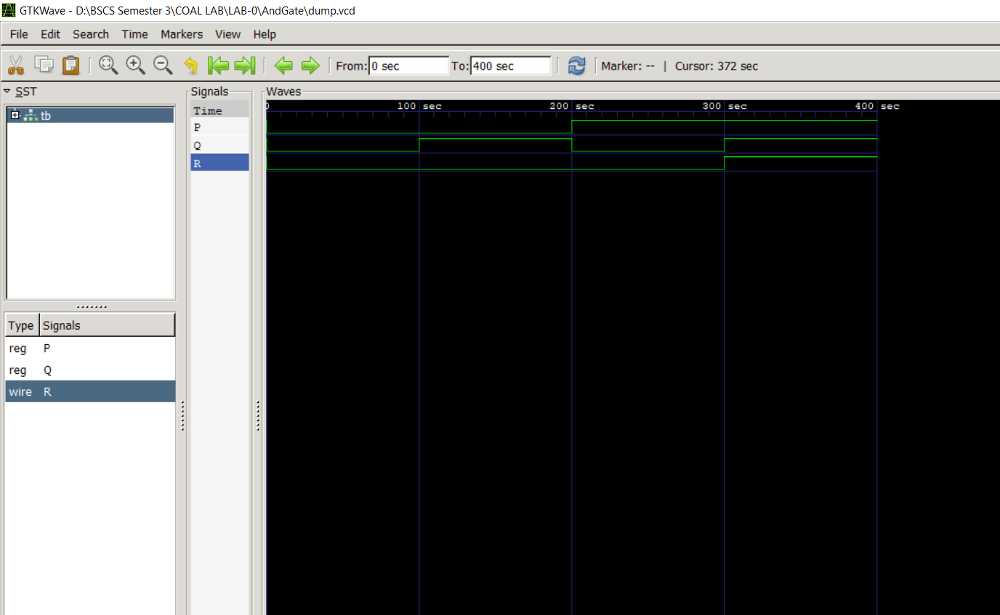 GTKWave - D:\BSCS Semester 3\COAL LAB\LAB-0\AndGate\dump.vcd
File Edit Search Time Markers View Help
From: 0 sec To: 400 sec Marker: -- | Cursor: 372 sec
SST
tb
Type Signals
reg P
reg Q
wire R
Signals
Time
P
Q
R
Waves
0 100 sec 200 sec 300 sec 400 sec